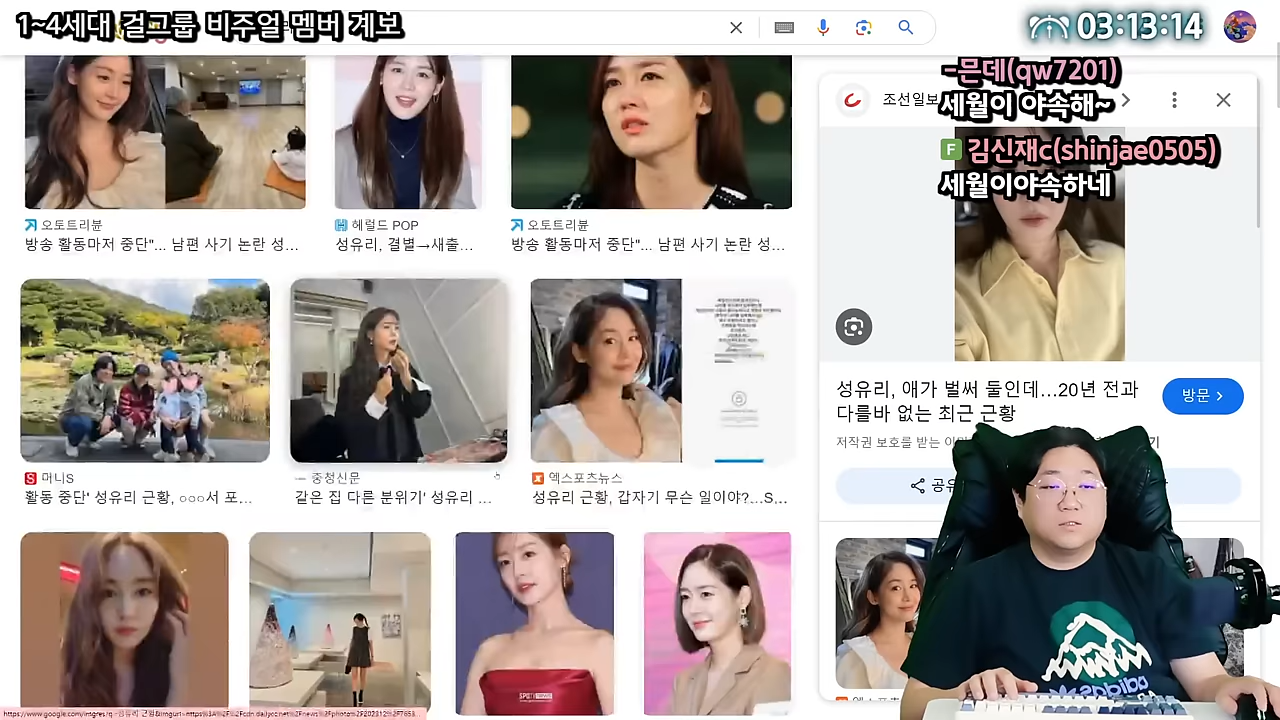 1~4세대 걸그룹 비주얼 멤버 계보
03:13:14
-믄데(qw7201)
세월이 야속해~
F 김신재c(shinjae0505)
세월이야속하네
조선일보
오토트리뷴
방송 활동마저 중단"... 남편 사기 논란 성...
헤럴드 POP
성유리, 결별→새출...
오토트리뷴
방송 활동마저 중단"... 남편 사기 논란 성...
성유리, 애가 벌써 둘인데...20년 전과
다를바 없는 최근 근황
방문
저작권 보호를 받는
공유
머니S
활동 중단' 성유리 근황, ㅇㅇㅇ서 포...
중청신문
같은 집 다른 분위기' 성유리 ...
엑스포츠뉴스
성유리 근황, 갑자기 무슨 일이야?...S...
adidas